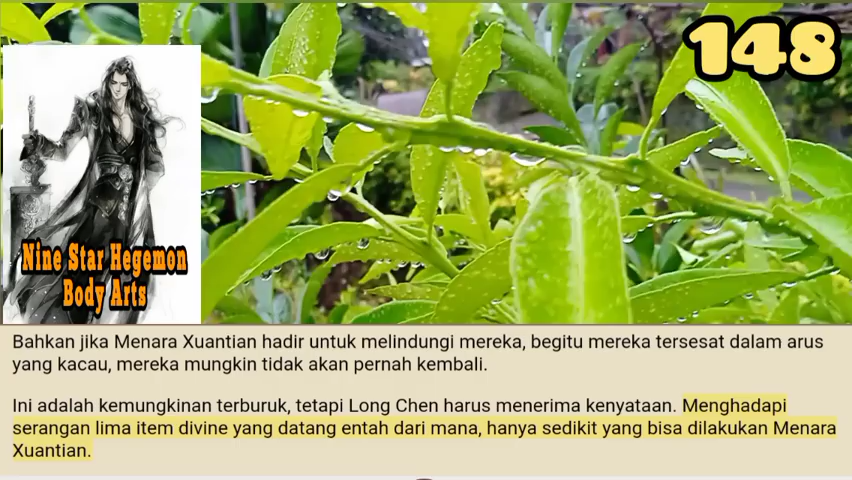 148
Nine Star Hegemon
Body Arts
Bahkan jika Menara Xuantian hadir untuk melindungi mereka, begitu mereka tersesat dalam arus
yang kacau, mereka mungkin tidak akan pernah kembali.
Ini adalah kemungkinan terburuk, tetapi Long Chen harus menerima kenyataan. Menghadapi
serangan lima item divine yang datang entah dari mana, hanya sedikit yang bisa dilakukan Menara
Xuantian.